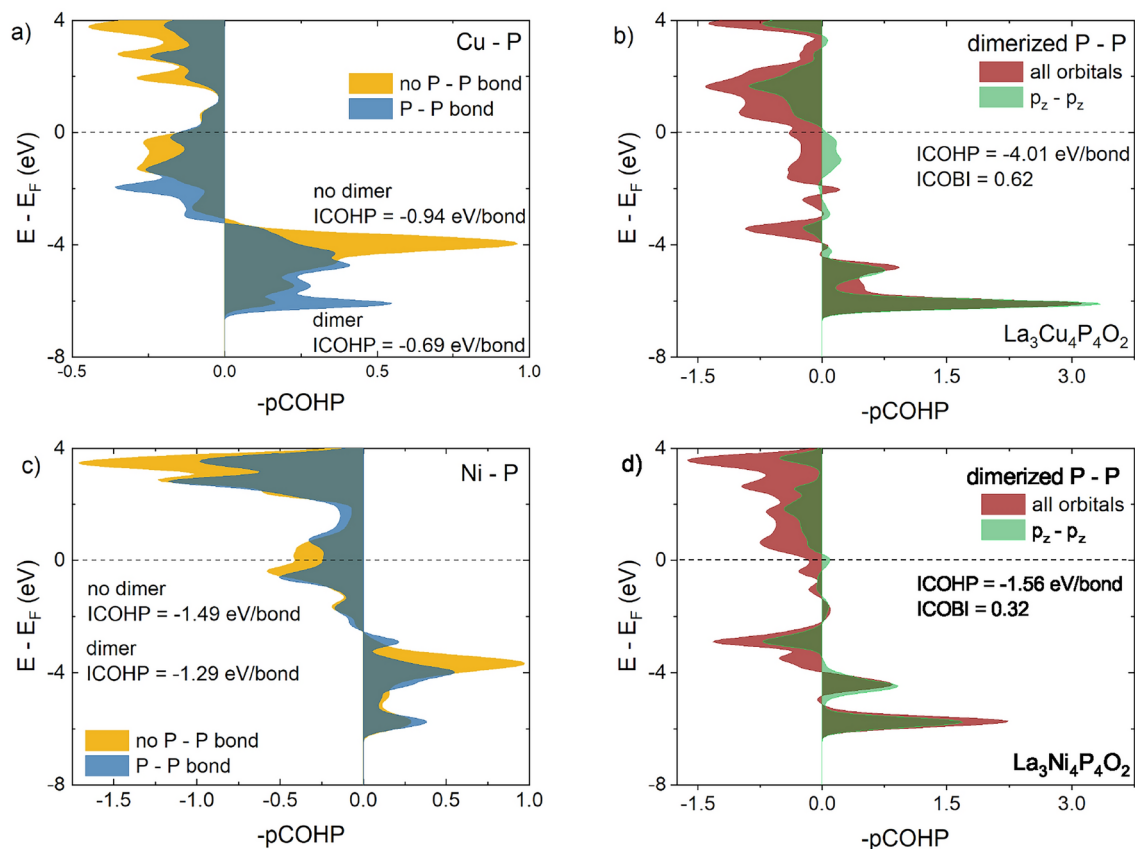 a)
Cu - P
no P - P bond
P - P bond
no dimer
ICOHP = -0.94 eV/bond
dimer
ICOHP = -0.69 eV/bond
4
2
0
-2
-4
-8
E - E_F (eV)
-0.5
0.0
0.5
1
-pCOHP
b)
dimerized P - P
all orbitals
p_z - p_z
ICOHP = -4.01 eV/bond
ICOBI = 0.62
La₃Cu₄P₄O₂
4
0
-4
-8
E - E_F (eV)
-1.5
0.0
1.5
3.0
-pCOHP
c)
Ni - P
no dimer
ICOHP = -1.49 eV/bond
dimer
ICOHP = -1.29 eV/bond
no P - P bond
P - P bond
4
2
0
-2
-4
-8
E - E_F (eV)
-1.5
-1.0
-0.5
0.0
0.5
1.0
-pCOHP
d)
dimerized P - P
all orbitals
p_z - p_z
ICOHP = -1.56 eV/bond
ICOBI = 0.32
La₃Ni₄P₄O₂
4
0
-4
-8
E - E_F (eV)
-1.5
0.0
1.5
3.0
-pCOHP